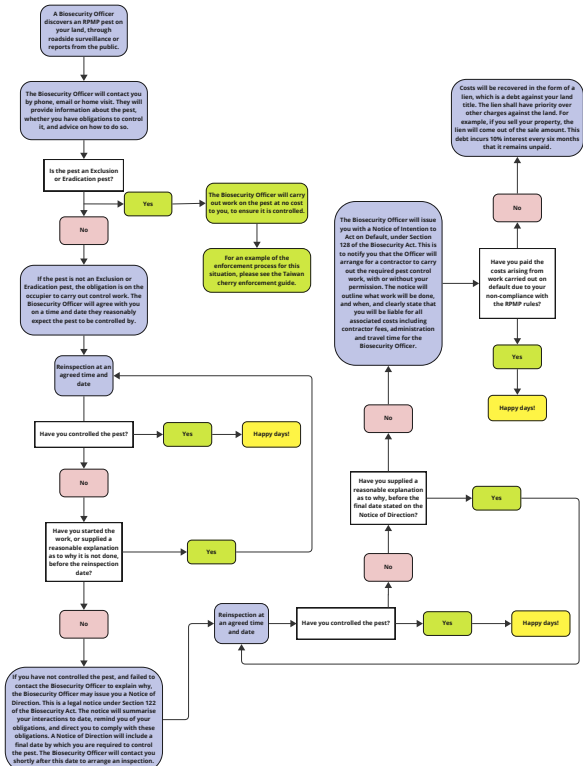 A Biosecurity Officer
discovers an RPMP pest on
your land, through
roadside surveillance or
reports from the public.
The Biosecurity Officer will contact you
by phone, email or home visit. They will
provide information about the pest,
whether you have obligations to control
it, and advice on how to do so.
Is the pest an Exclusion
or Eradication pest?
Yes
The Biosecurity Officer will carry
out work on the pest at no cost
to you, to ensure it is controlled.
For an example of the
enforcement process for this
situation, please see the Taiwan
cherry enforcement guide.
No
If the pest is not an Exclusion or
Eradication pest, the obligation is on the
occupier to carry out control work. The
Biosecurity Officer will agree with you
on a time and date they reasonably
expect the pest to be controlled by.
Reinspection at an
agreed time and
date
Have you controlled the pest?
Yes
Happy days!
No
Have you started the
work, or supplied a
reasonable explanation
as to why it is not done,
before the reinspection
date?
Yes
No
If you have not controlled the pest, and failed to
contact the Biosecurity Officer to explain why,
the Biosecurity Officer may issue you a Notice of
Direction. This is a legal notice under Section 122
of the Biosecurity Act. The notice will summarise
your interactions to date, remind you of your
obligations, and direct you to comply with these
obligations. A Notice of Direction will include a
final date by which you are required to control
the pest. The Biosecurity Officer will contact you
shortly after this date to arrange an inspection.
Reinspection at
an agreed time
and date
Have you controlled the pest?
Yes
Happy days!
No
Have you supplied a
reasonable explanation
as to why, before the
final date stated on the
Notice of Direction?
Yes
No
The Biosecurity Officer will issue
you with a Notice of Intention to
Act on Default, under Section
128 of the Biosecurity Act. This is
to notify you that the Officer will
arrange for a contractor to carry
out the required pest control
work, with or without your
permission. The notice will
outline what work will be done,
and when, and clearly state that
you will be liable for all
associated costs including
contractor fees, administration
and travel time for the
Biosecurity Officer.
Have you paid the
costs arising from
work carried out on
default due to your
non-compliance with
the RPMP rules?
Yes
Happy days!
No
Costs will be recovered in the form of a
lien, which is a debt against your land
title. The lien shall have priority over
other charges against the land. For
example, if you sell your property, the
lien will come out of the sale amount. This
debt incurs 10% interest every six months
that it remains unpaid.